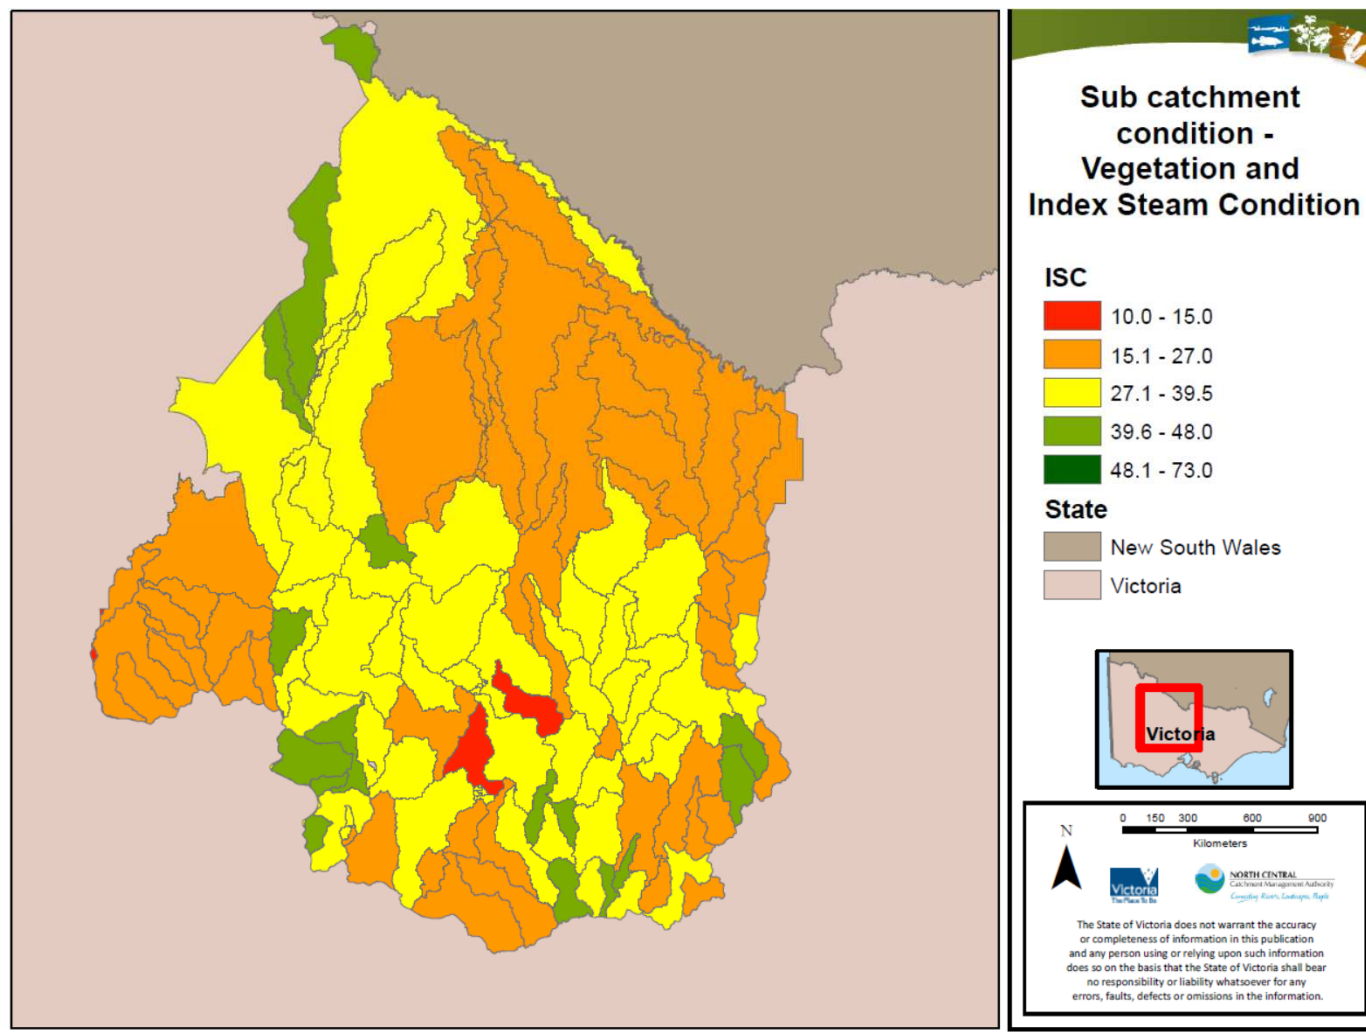 Sub catchment
condition -
Vegetation and
Index Steam Condition
ISC
10.0 - 15.0
15.1 - 27.0
27.1 - 39.5
39.6 - 48.0
48.1 - 73.0
State
New South Wales
Victoria
Victoria
0 150 300 600 900
Kilometers
N
Victoria
The Place To Be
NORTH CENTRAL
Catchment Management Authority
Connecting Rivers, Landscapes, People
The State of Victoria does not warrant the accuracy
or completeness of information in this publication
and any person using or relying upon such information
does so on the basis that the State of Victoria shall bear
no responsibility or liability whatsoever for any
errors, faults, defects or omissions in the information.